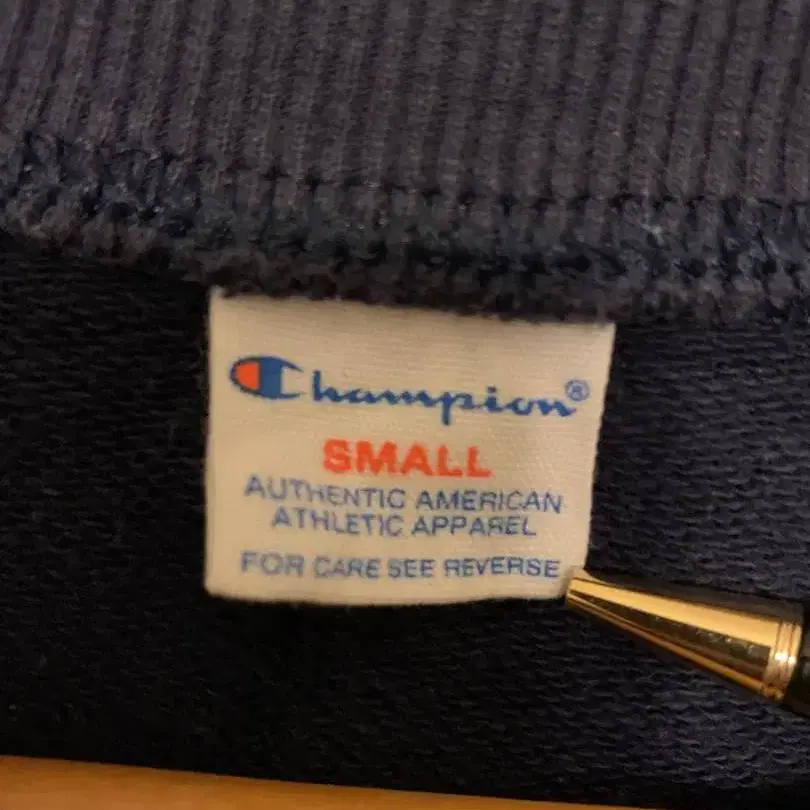 Champion®
SMALL
AUTHENTIC AMERICAN
ATHLETIC APPAREL
FOR CARE SEE REVERSE